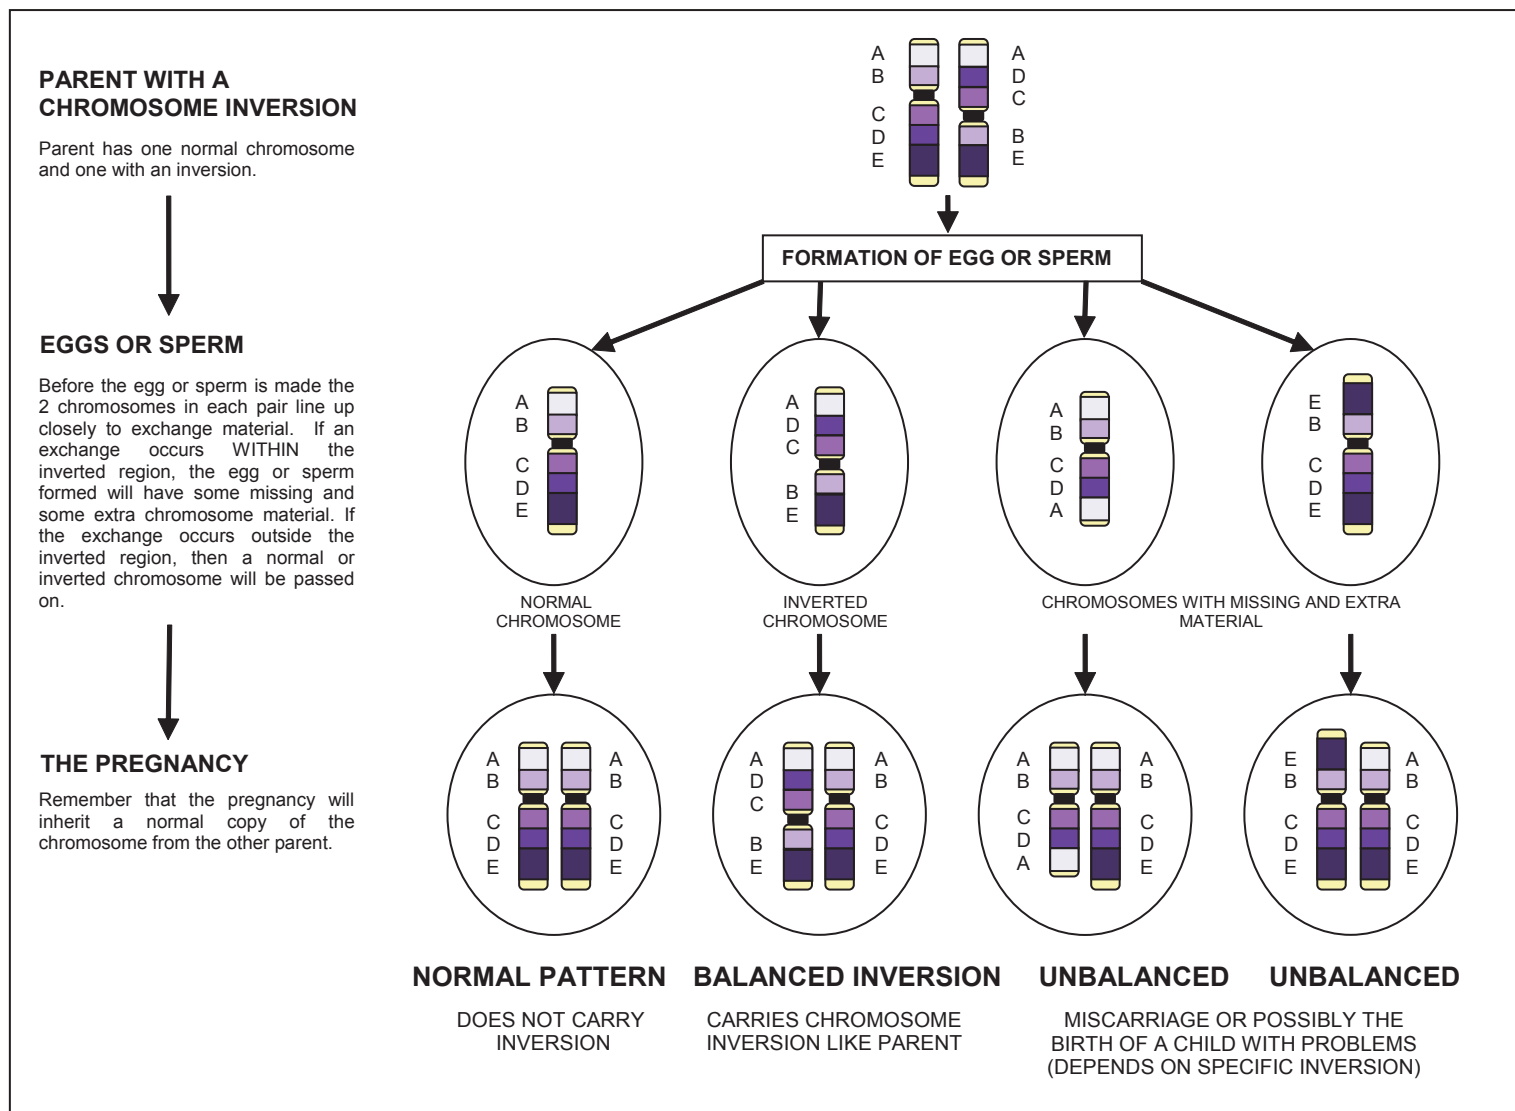 PARENT WITH A
CHROMOSOME INVERSION
Parent has one normal chromosome
and one with an inversion.
EGGS OR SPERM
Before the egg or sperm is made the
2 chromosomes in each pair line up
closely to exchange material. If an
exchange occurs WITHIN the
inverted region, the egg or sperm
formed will have some missing and
some extra chromosome material. If
the exchange occurs outside the
inverted region, then a normal or
inverted chromosome will be passed
on.
THE PREGNANCY
Remember that the pregnancy will
inherit a normal copy of the
chromosome from the other parent.
A
B
C
D
E
A
D
C
B
E
FORMATION OF EGG OR SPERM
A
B
C
D
E
A
D
C
B
E
A
B
C
D
A
E
B
C
D
E
NORMAL
CHROMOSOME
INVERTED
CHROMOSOME
CHROMOSOMES WITH MISSING AND EXTRA
MATERIAL
A
B
C
D
E
A
B
C
D
E
A
D
C
B
E
A
B
C
D
E
A
B
C
D
A
A
B
C
D
E
E
B
C
D
E
A
B
C
D
E
NORMAL PATTERN
DOES NOT CARRY
INVERSION
BALANCED INVERSION
CARRIES CHROMOSOME
INVERSION LIKE PARENT
UNBALANCED
UNBALANCED
MISCARRIAGE OR POSSIBLY THE
BIRTH OF A CHILD WITH PROBLEMS
(DEPENDS ON SPECIFIC INVERSION)